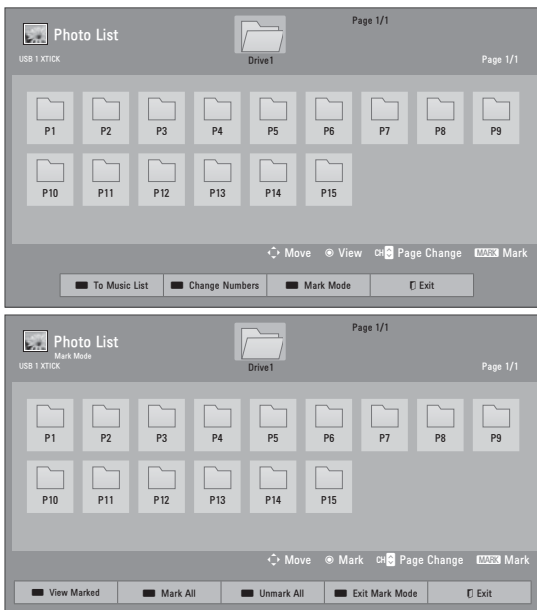 Page 1/1
Photo List
USB 1 XTICK
Drive1
Page 1/1
P1 P2 P3 P4 P5 P6 P7 P8 P9
P10 P11 P12 P13 P14 P15
Move View CH Page Change MARK Mark
To Music List Change Numbers Mark Mode Exit
Page 1/1
Photo List
Mark Mode
USB 1 XTICK
Drive1
Page 1/1
P1 P2 P3 P4 P5 P6 P7 P8 P9
P10 P11 P12 P13 P14 P15
Move Mark CH Page Change MARK Mark
View Marked Mark All Unmark All Exit Mark Mode Exit